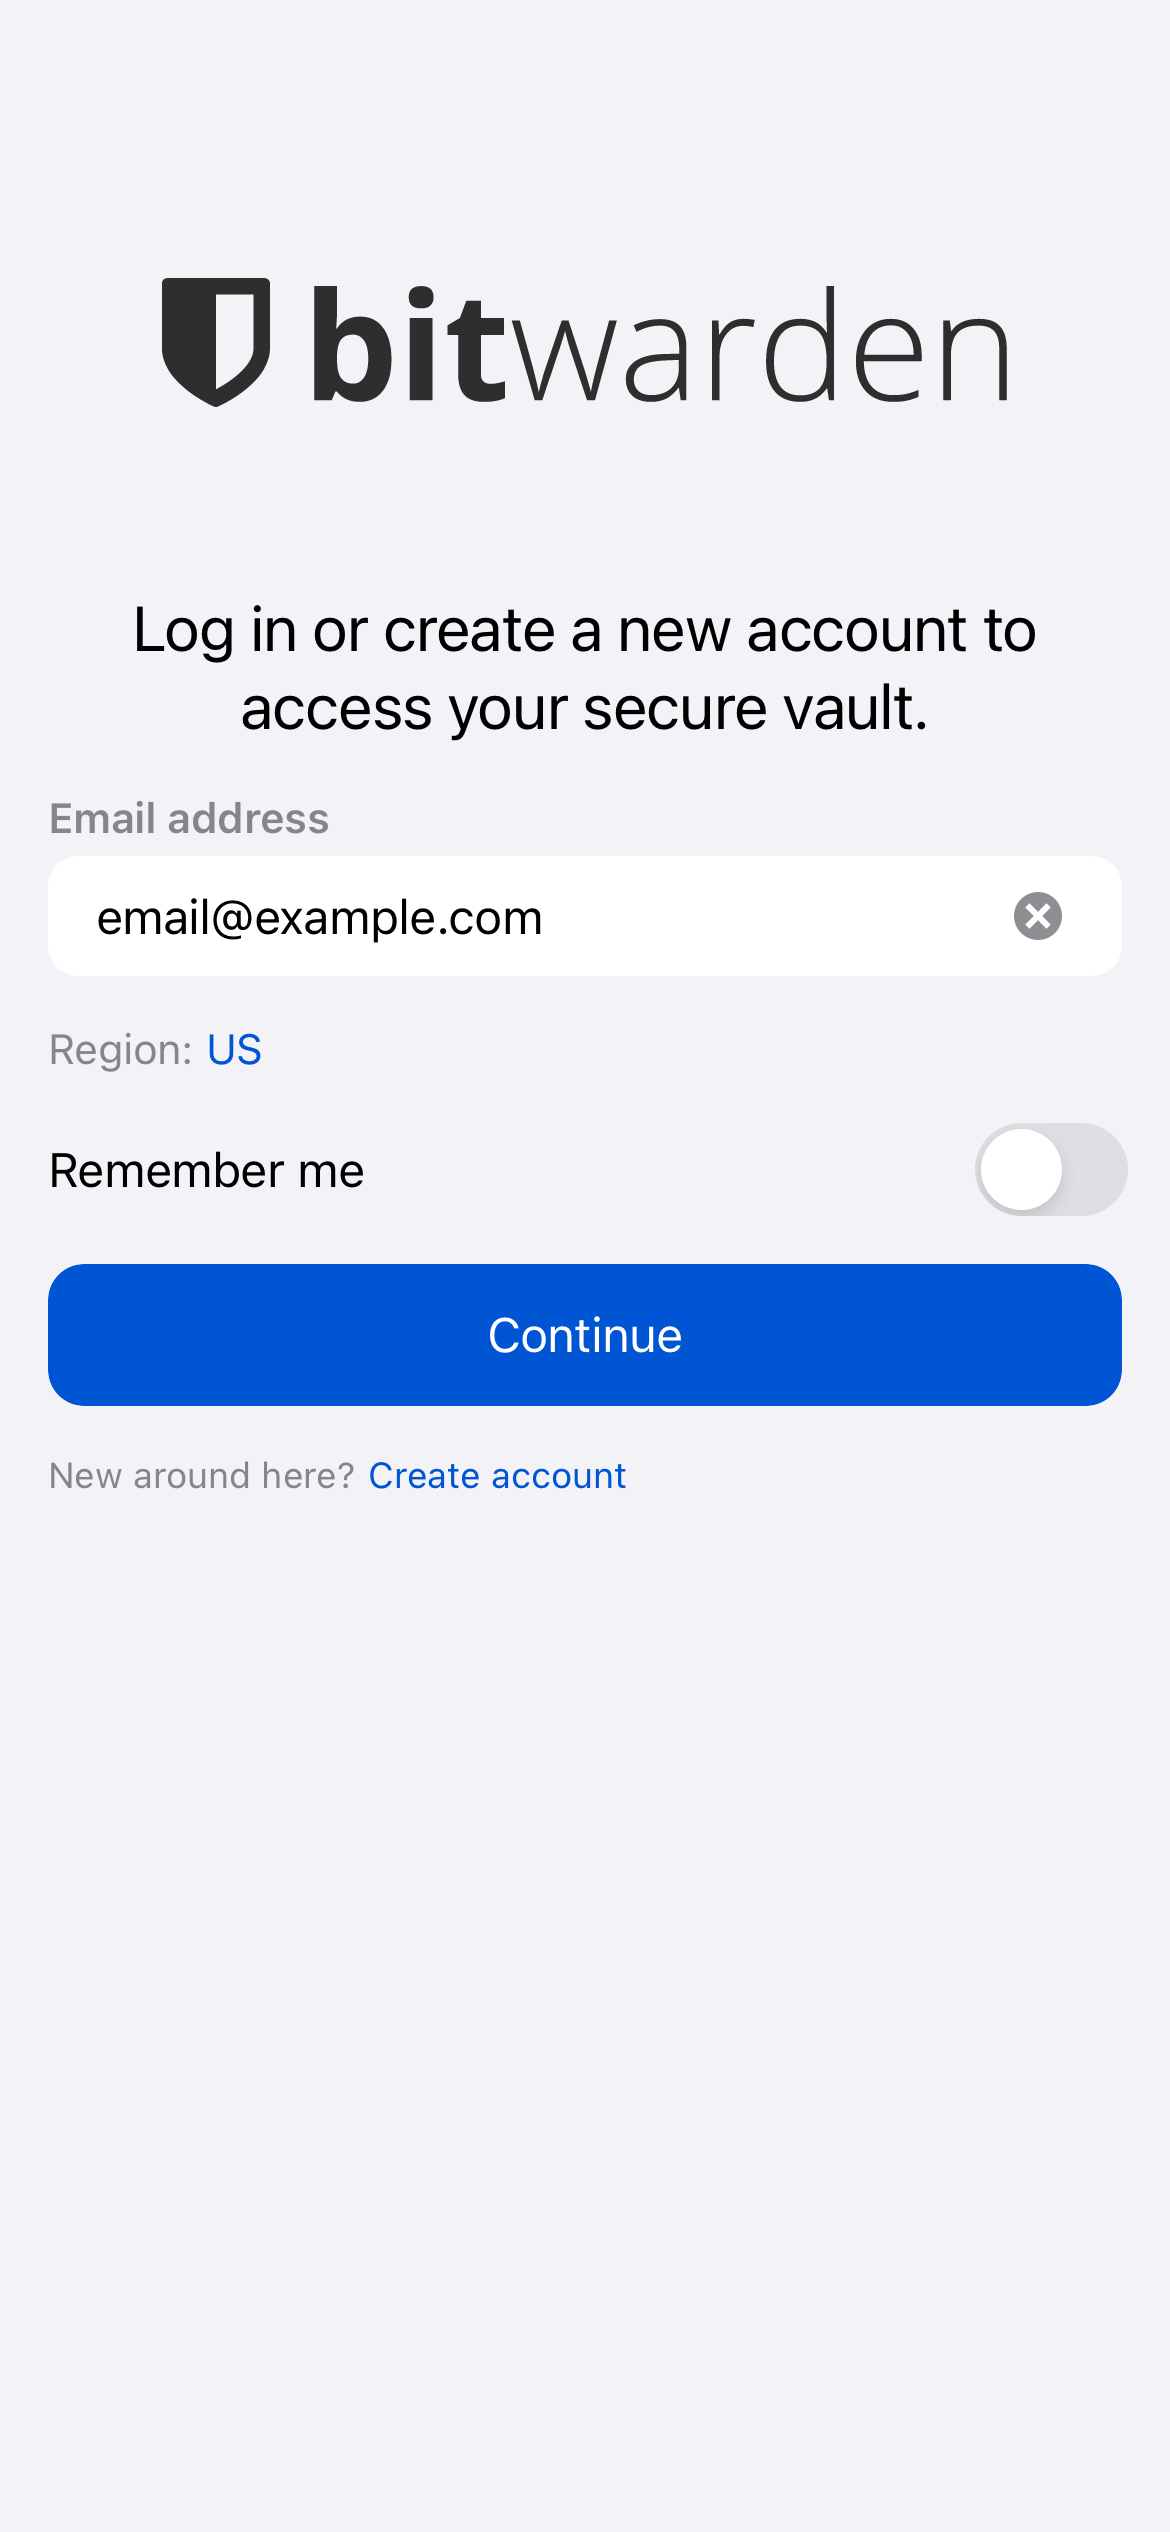 bitwarden
Log in or create a new account to
access your secure vault.
Email address
email@example.com
Region: US
Remember me
Continue
New around here? Create account